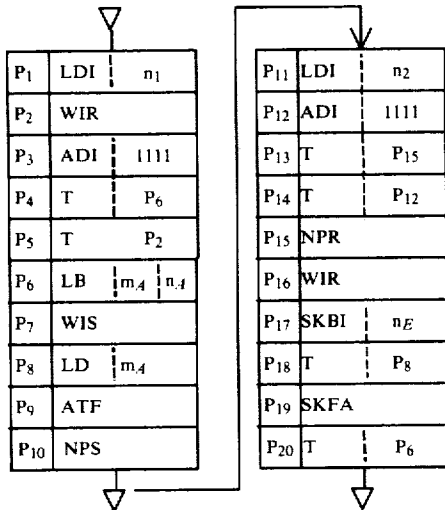 P1 LDI n1
P2 WIR
P3 ADI 1111
P4 T P6
P5 T P2
P6 LB mA nA
P7 WIS
P8 LD mA
P9 ATF
P10 NPS
P11 LDI n2
P12 ADI 1111
P13 T P15
P14 T P12
P15 NPR
P16 WIR
P17 SKBI nE
P18 T P8
P19 SKFA
P20 T P6